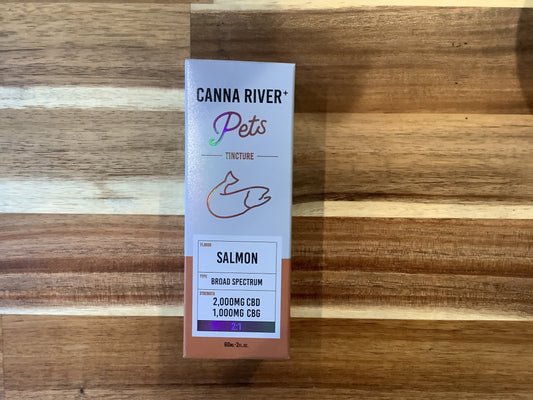 CANNA RIVER+
Pets
TINCTURE
FLAVOR
SALMON
TYPE
BROAD SPECTRUM
STRENGTH
2,000MG CBD
1,000MG CBG
2:1
60mL-2FL.OZ.